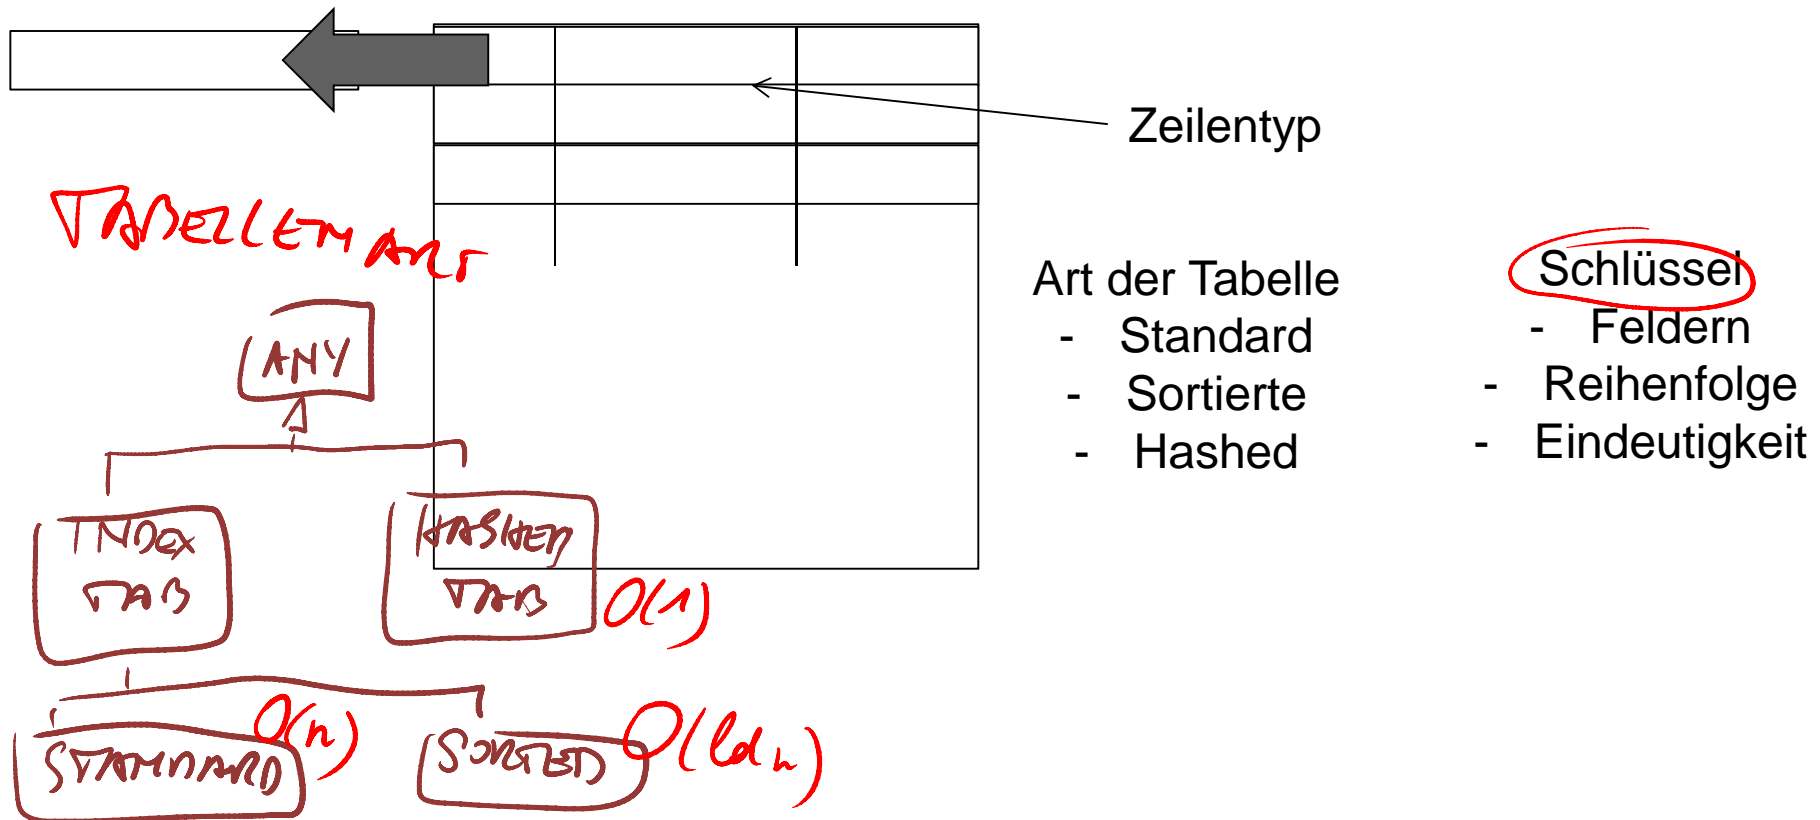 Zeilentyp
TABELLENART
Art der Tabelle
- Standard
- Sortierte
- Hashed
Schlüssel
- Feldern
- Reihenfolge
- Eindeutigkeit
ANY
INDEX
TAB
HASHED
TAB
O(1)
STANDARD
O(n)
SORTED
O(ld n)